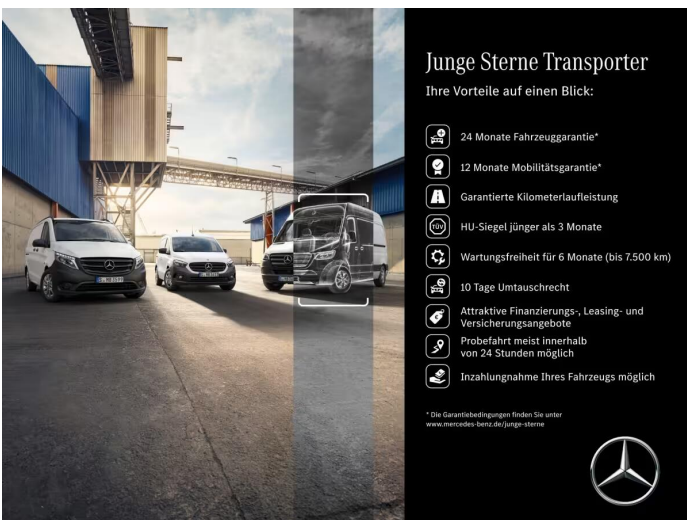 Junge Sterne Transporter
Ihre Vorteile auf einen Blick:
24 Monate Fahrzeuggarantie*
12 Monate Mobilitätsgarantie*
Garantierte Kilometerlaufleistung
TÜV
HU-Siegel jünger als 3 Monate
Wartungsfreiheit für 6 Monate (bis 7.500 km)
10 Tage Umtauschrecht
Attraktive Finanzierungs-, Leasing- und
Versicherungsangebote
Probefahrt meist innerhalb
von 24 Stunden möglich
Inzahlungnahme Ihres Fahrzeugs möglich
* Die Garantiebedingungen finden Sie unter
www.mercedes-benz.de/junge-sterne